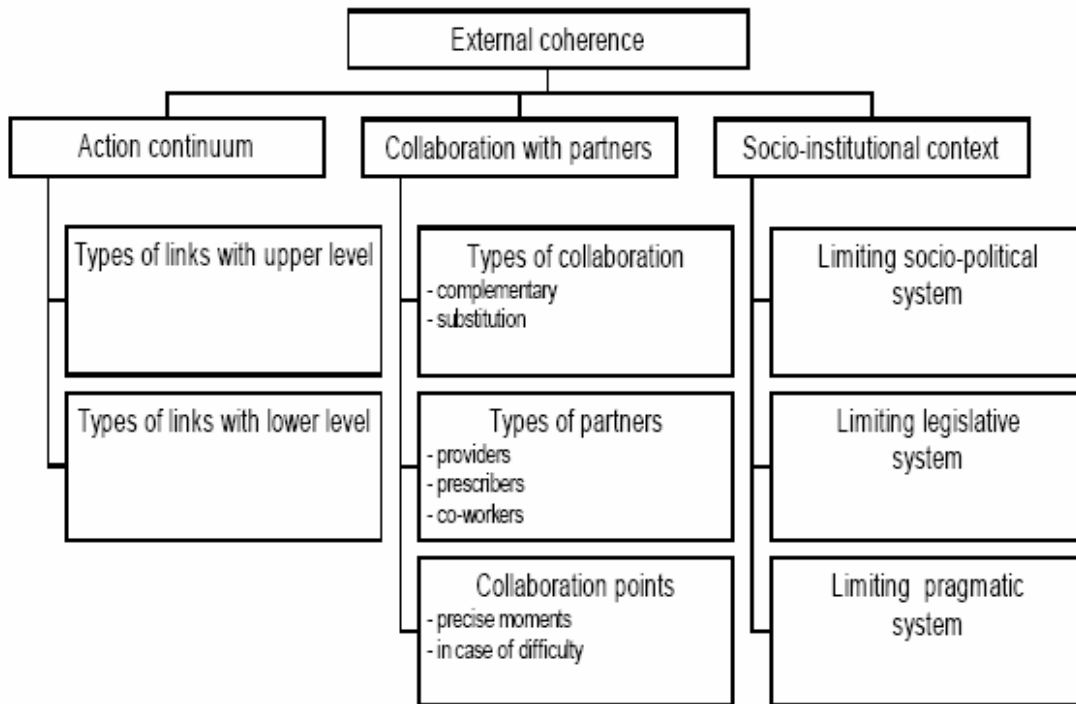 External coherence
Action continuum
Types of links with upper level
Types of links with lower level
Collaboration with partners
Types of collaboration
- complementary
- substitution
Types of partners
- providers
- prescribers
- co-workers
Collaboration points
- precise moments
- in case of difficulty
Socio-institutional context
Limiting socio-political
system
Limiting legislative
system
Limiting pragmatic
system